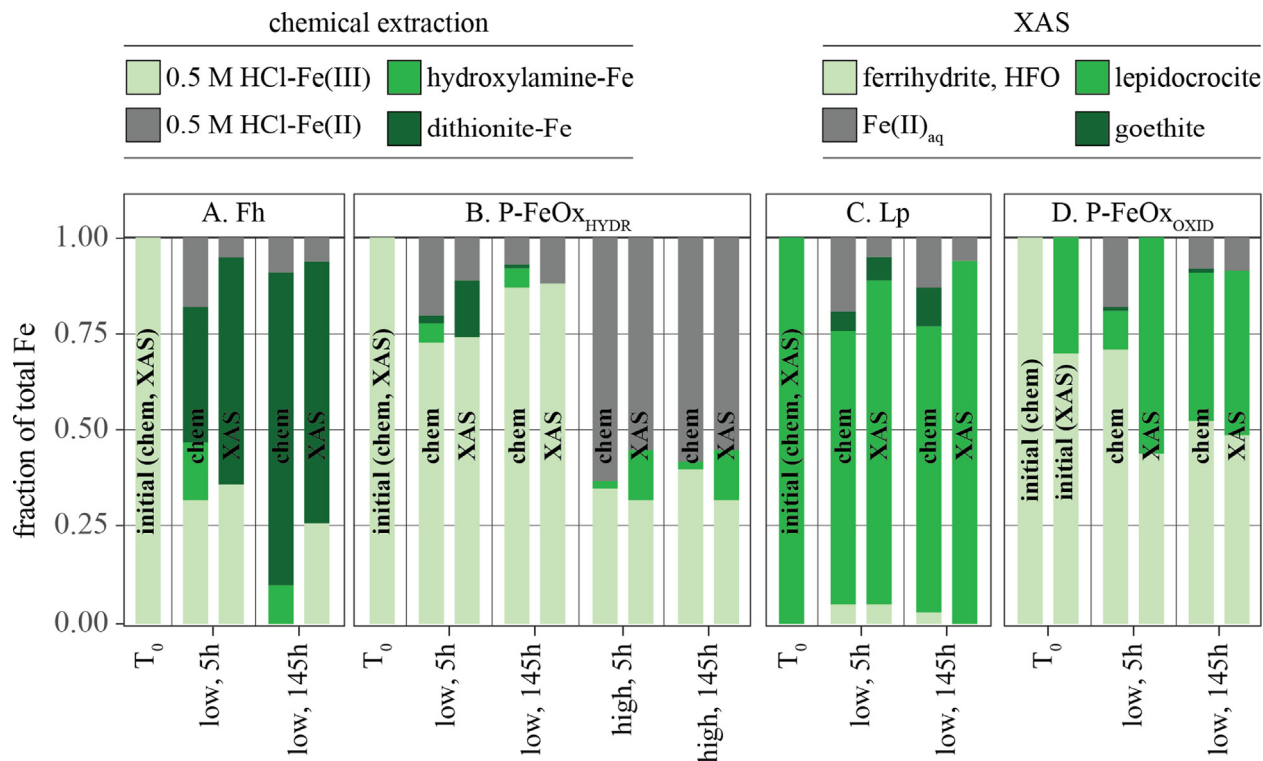 chemical extraction
XAS
0.5 M HCl-Fe(III)
hydroxylamine-Fe
ferrihydrite, HFO
lepidocrocite
0.5 M HCl-Fe(II)
dithionite-Fe
Fe(II)aq
goethite
A. Fh
B. P-FeOxHYDR
C. Lp
D. P-FeOxOXID
fraction of total Fe
1.00
0.75
0.50
0.25
0.00
initial (chem, XAS)
chem
XAS
chem
XAS
initial (chem, XAS)
chem
XAS
chem
XAS
chem
XAS
chem
XAS
initial (chem, XAS)
chem
XAS
chem
XAS
initial (chem)
initial (XAS)
chem
XAS
chem
XAS
T0
low, 5h
low, 145h
T0
low, 5h
low, 145h
high, 5h
high, 145h
T0
low, 5h
low, 145h
T0
low, 5h
low, 145h